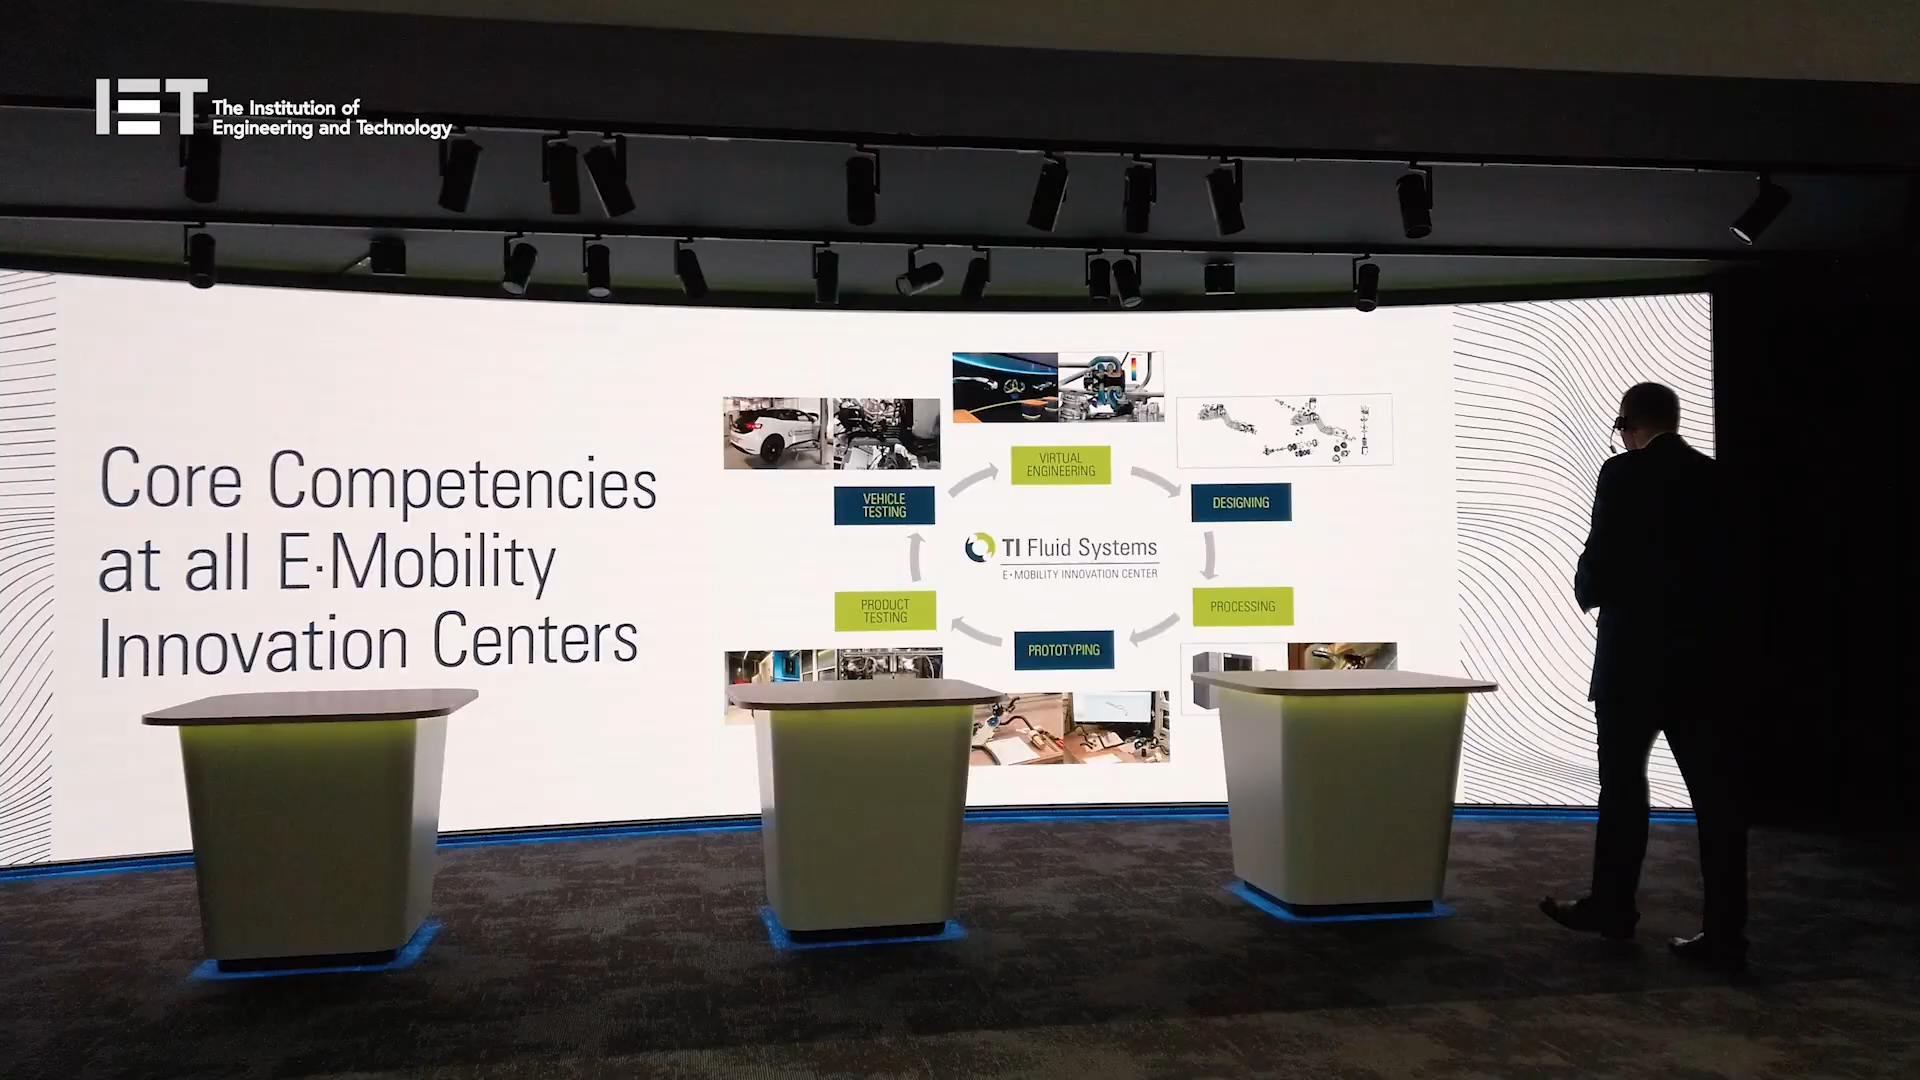 IET The Institution of
Engineering and Technology
Core Competencies
at all E·Mobility
Innovation Centers
VIRTUAL
ENGINEERING
VEHICLE
TESTING
DESIGNING
TI Fluid Systems
E·MOBILITY INNOVATION CENTER
PRODUCT
TESTING
PROCESSING
PROTOTYPING